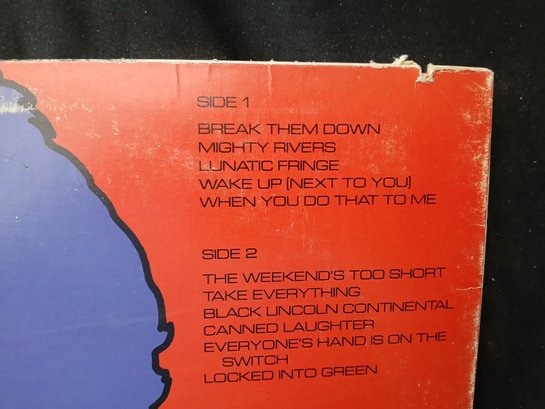 SIDE 1
BREAK THEM DOWN
MIGHTY RIVERS
LUNATIC FRINGE
WAKE UP (NEXT TO YOU)
WHEN YOU DO THAT TO ME
SIDE 2
THE WEEKEND'S TOO SHORT
TAKE EVERYTHING
BLACK LINCOLN CONTINENTAL
CANNED LAUGHTER
EVERYONE'S HAND IS ON THE
SWITCH
LOCKED INTO GREEN